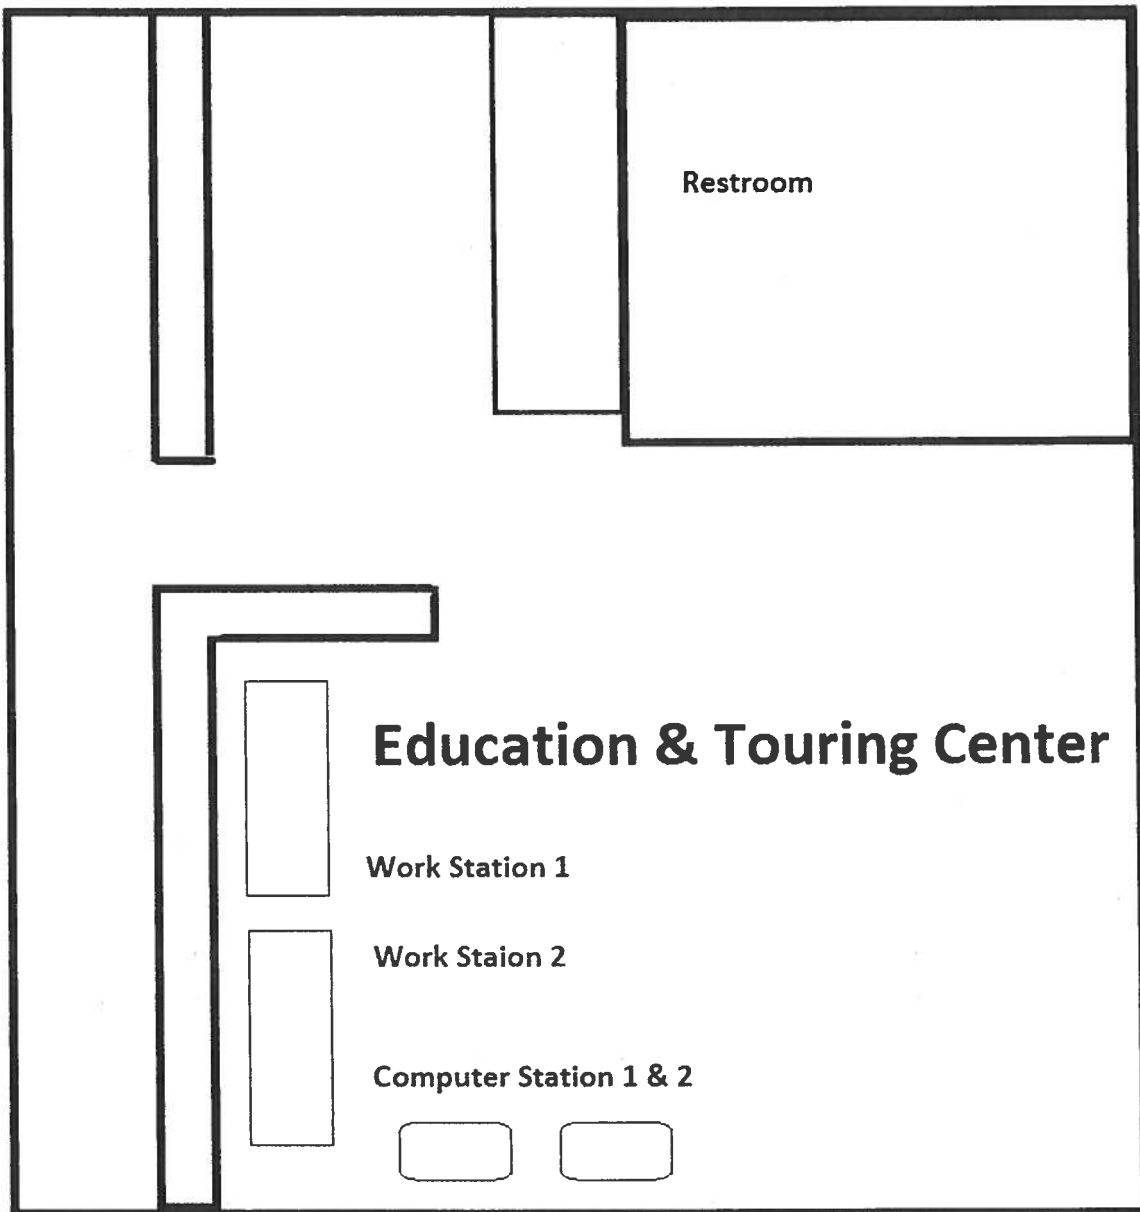 Restroom
Education & Touring Center
Work Station 1
Work Staion 2
Computer Station 1 & 2